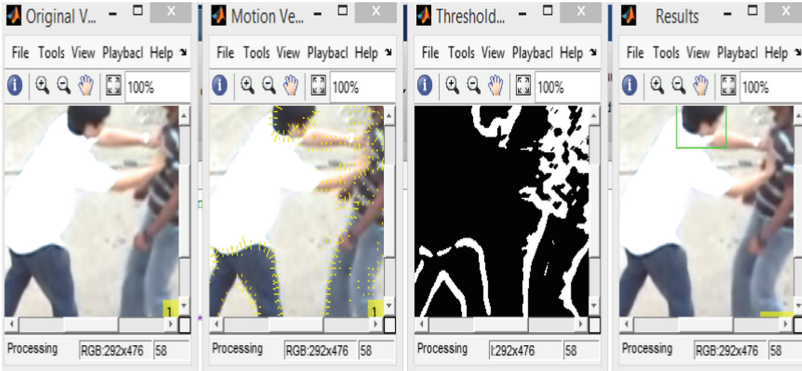 Original V... Motion Ve... Threshold... Results
File Tools View Playbacl Help File Tools View Playbacl Help File Tools View Playbacl Help File Tools View Playbacl Help
100% 100% 100% 100%
1 1
Processing RGB:292x476 58 Processing RGB:292x476 58 Processing I:292x476 58 Processing RGB:292x476 58